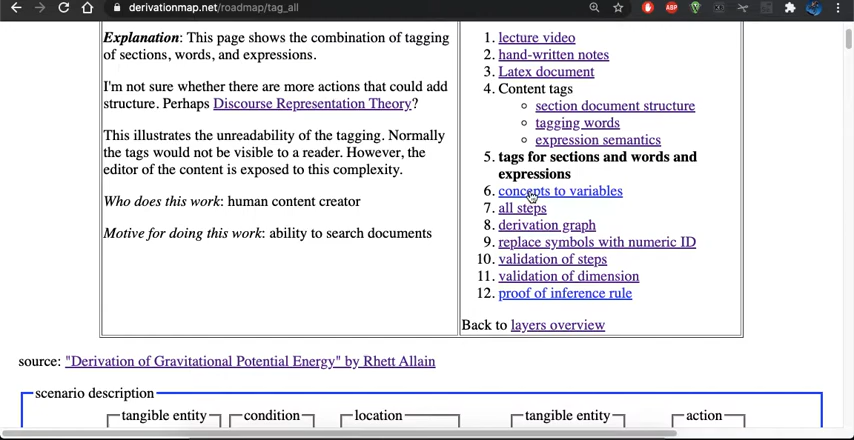 derivationmap.net/roadmap/tag_all
Explanation: This page shows the combination of tagging
of sections, words, and expressions.
I'm not sure whether there are more actions that could add
structure. Perhaps Discourse Representation Theory?
This illustrates the unreadability of the tagging. Normally
the tags would not be visible to a reader. However, the
editor of the content is exposed to this complexity.
Who does this work: human content creator
Motive for doing this work: ability to search documents
1. lecture video
2. hand-written notes
3. Latex document
4. Content tags
section document structure
tagging words
expression semantics
5. tags for sections and words and
expressions
6. concepts to variables
7. all steps
8. derivation graph
9. replace symbols with numeric ID
10. validation of steps
11. validation of dimension
12. proof of inference rule
Back to layers overview
source: "Derivation of Gravitational Potential Energy" by Rhett Allain
scenario description
tangible entity condition location tangible entity action